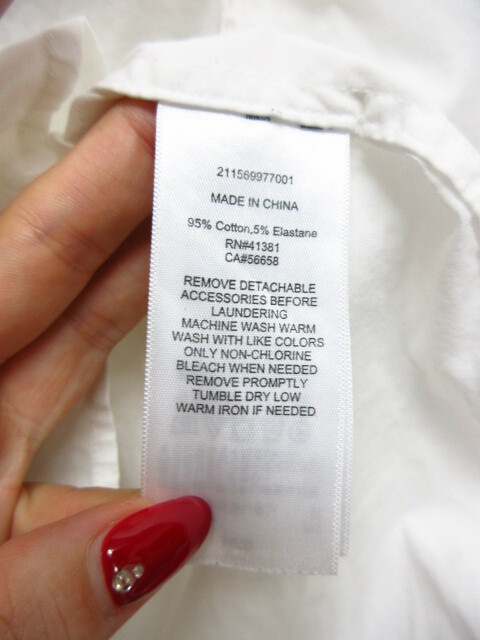 211569977001
MADE IN CHINA
95% Cotton,5% Elastane
RN#41381
CA#56658
REMOVE DETACHABLE
ACCESSORIES BEFORE
LAUNDERING
MACHINE WASH WARM
WASH WITH LIKE COLORS
ONLY NON-CHLORINE
BLEACH WHEN NEEDED
REMOVE PROMPTLY
TUMBLE DRY LOW
WARM IRON IF NEEDED